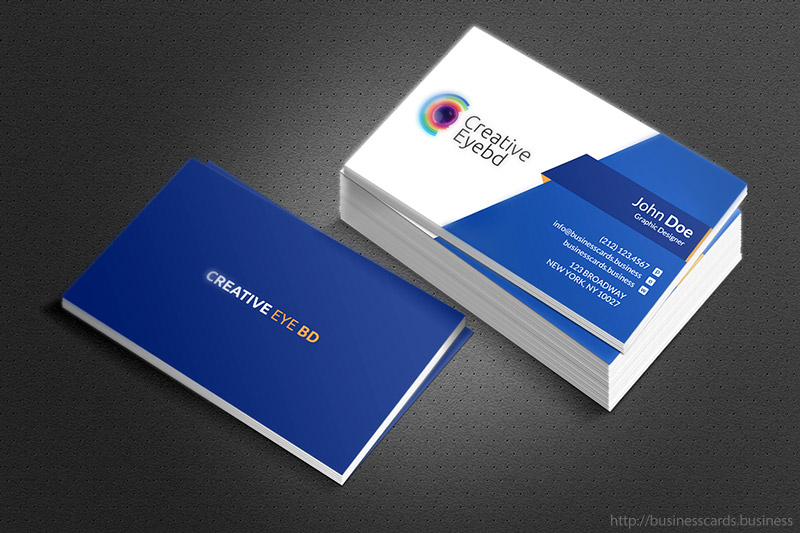 Creative
Eyebd
John Doe
Graphic Designer
(212) 123.4567
info@businesscards.business
businesscards.business
123 BROADWAY
NEW YORK, NY 10027
CREATIVE EYE BD
http://businesscards.business